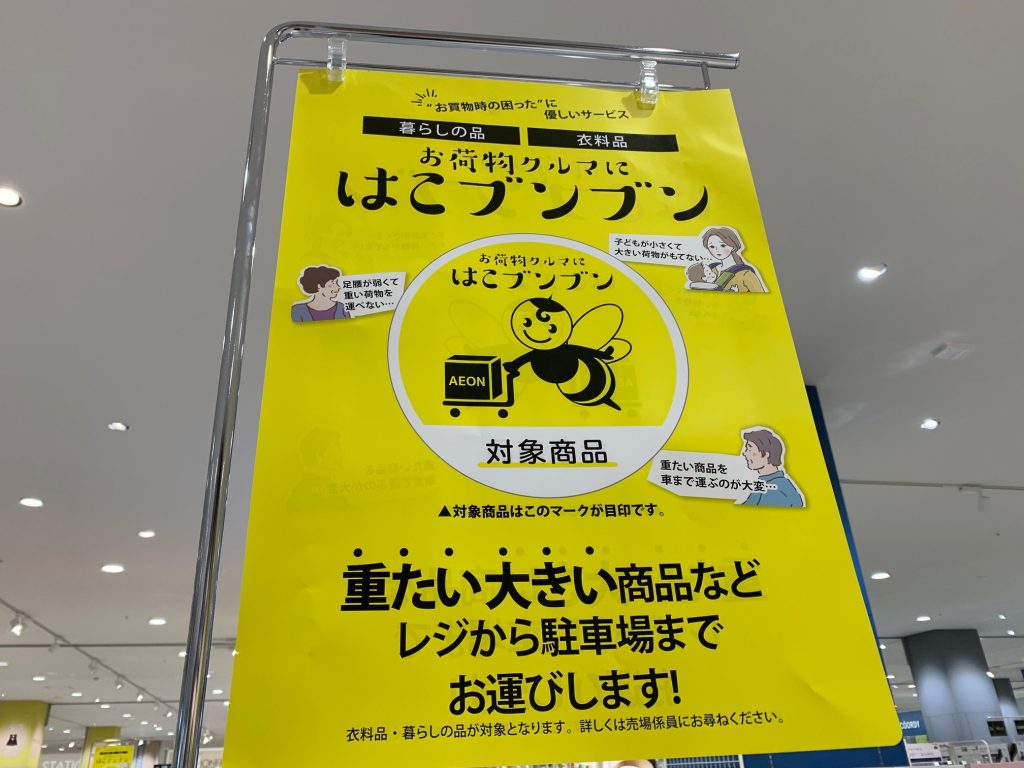 “お買物時の困った”に
優しいサービス
暮らしの品
衣料品
お荷物クルマに
はこブンブン
お荷物クルマに
はこブンブン
足腰が弱くて
重い荷物を
運べない…
子どもが小さくて
大きい荷物がもてない…
AEON
対象商品
重たい商品を
車まで運ぶのが大変…
▲対象商品はこのマークが目印です。
重たい大きい商品など
レジから駐車場まで
お運びします!
衣料品・暮らしの品が対象となります。詳しくは売場係員にお尋ねください。
はこブンブン